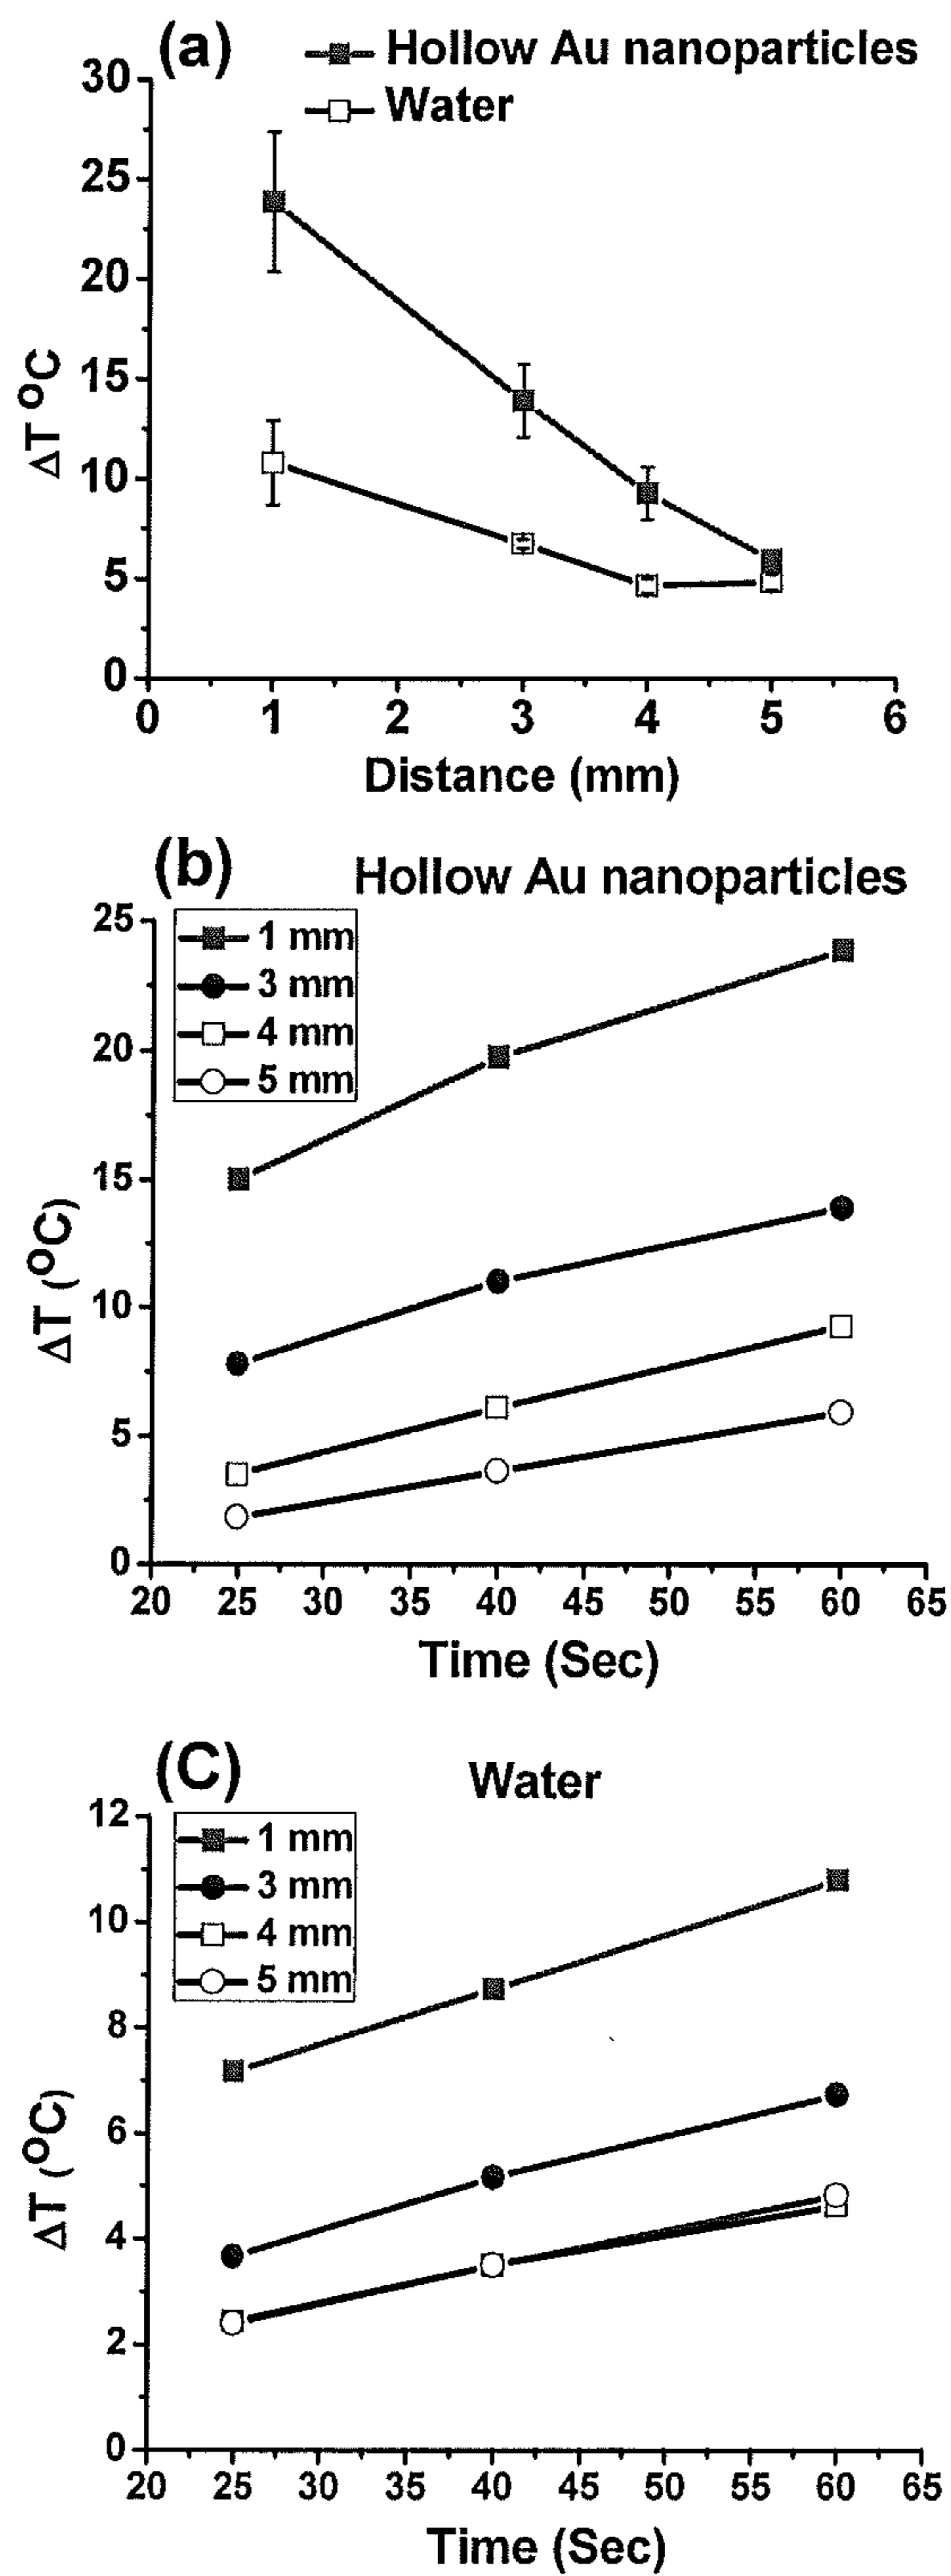 (a)
Hollow Au nanoparticles
Water
30
25
20
15
10
5
0
ΔT ºC
0 1 2 3 4 5 6
Distance (mm)
(b)
Hollow Au nanoparticles
1 mm
3 mm
4 mm
5 mm
25
20
15
10
5
0
ΔT (ºC)
20 25 30 35 40 45 50 55 60 65
Time (Sec)
(C)
Water
1 mm
3 mm
4 mm
5 mm
12
10
8
6
4
2
0
ΔT (ºC)
20 25 30 35 40 45 50 55 60 65
Time (Sec)